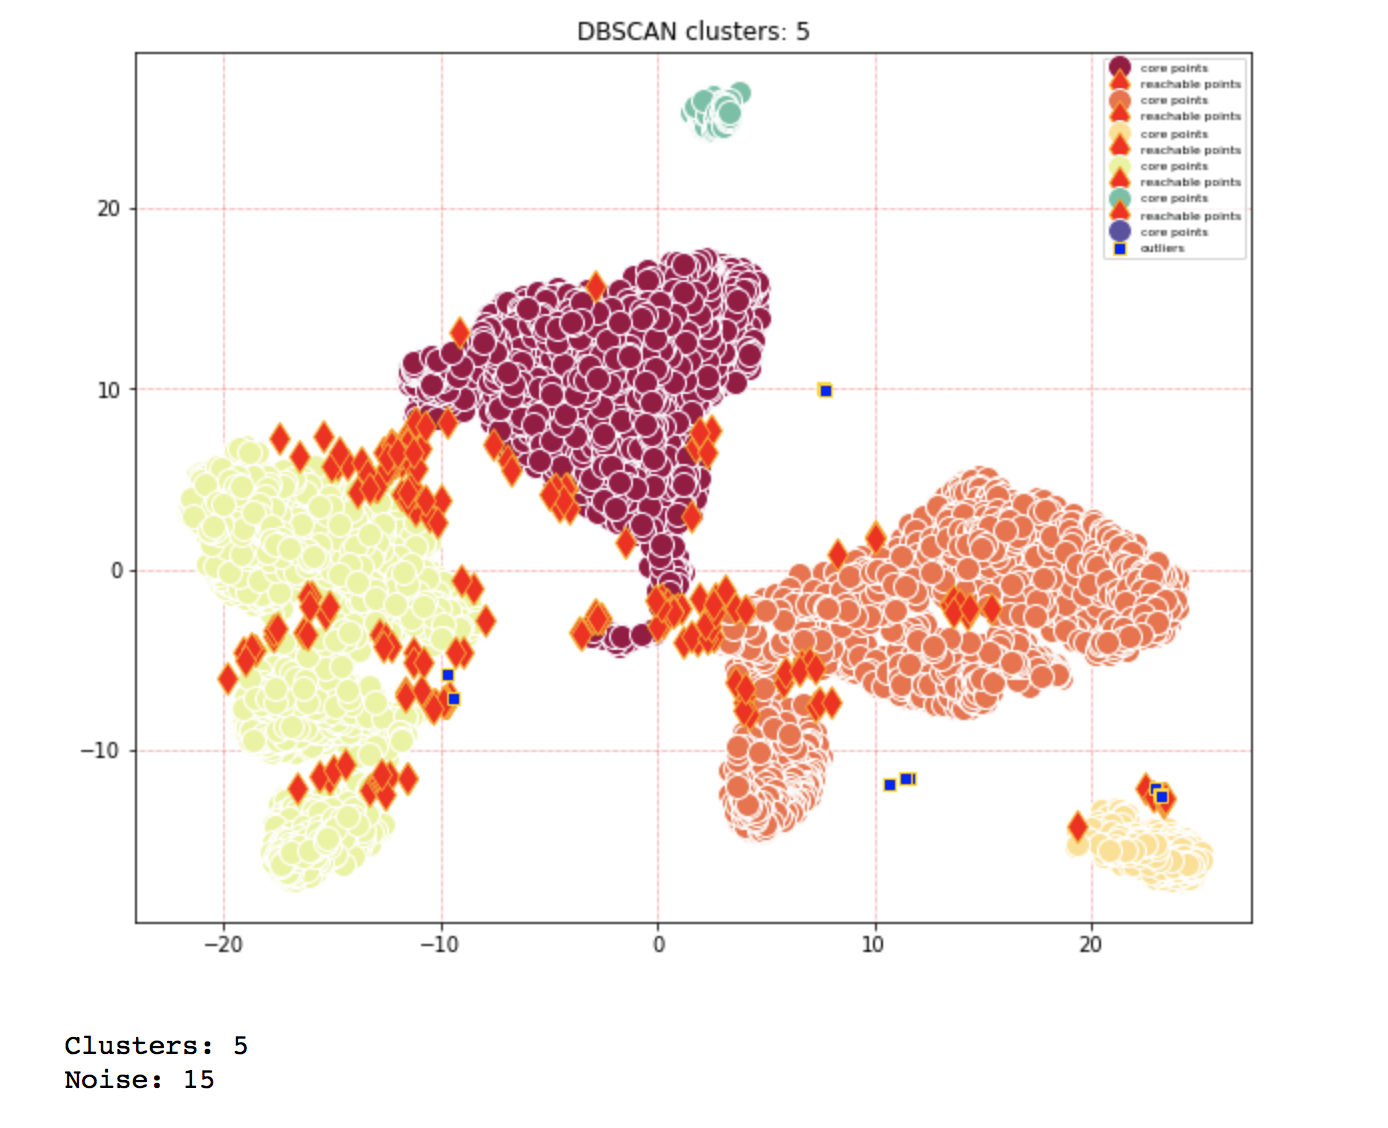 DBSCAN clusters: 5
core points
reachable points
core points
reachable points
core points
reachable points
core points
reachable points
core points
reachable points
core points
outliers
20
10
0
−10
−20 −10 0 10 20
Clusters: 5
Noise: 15